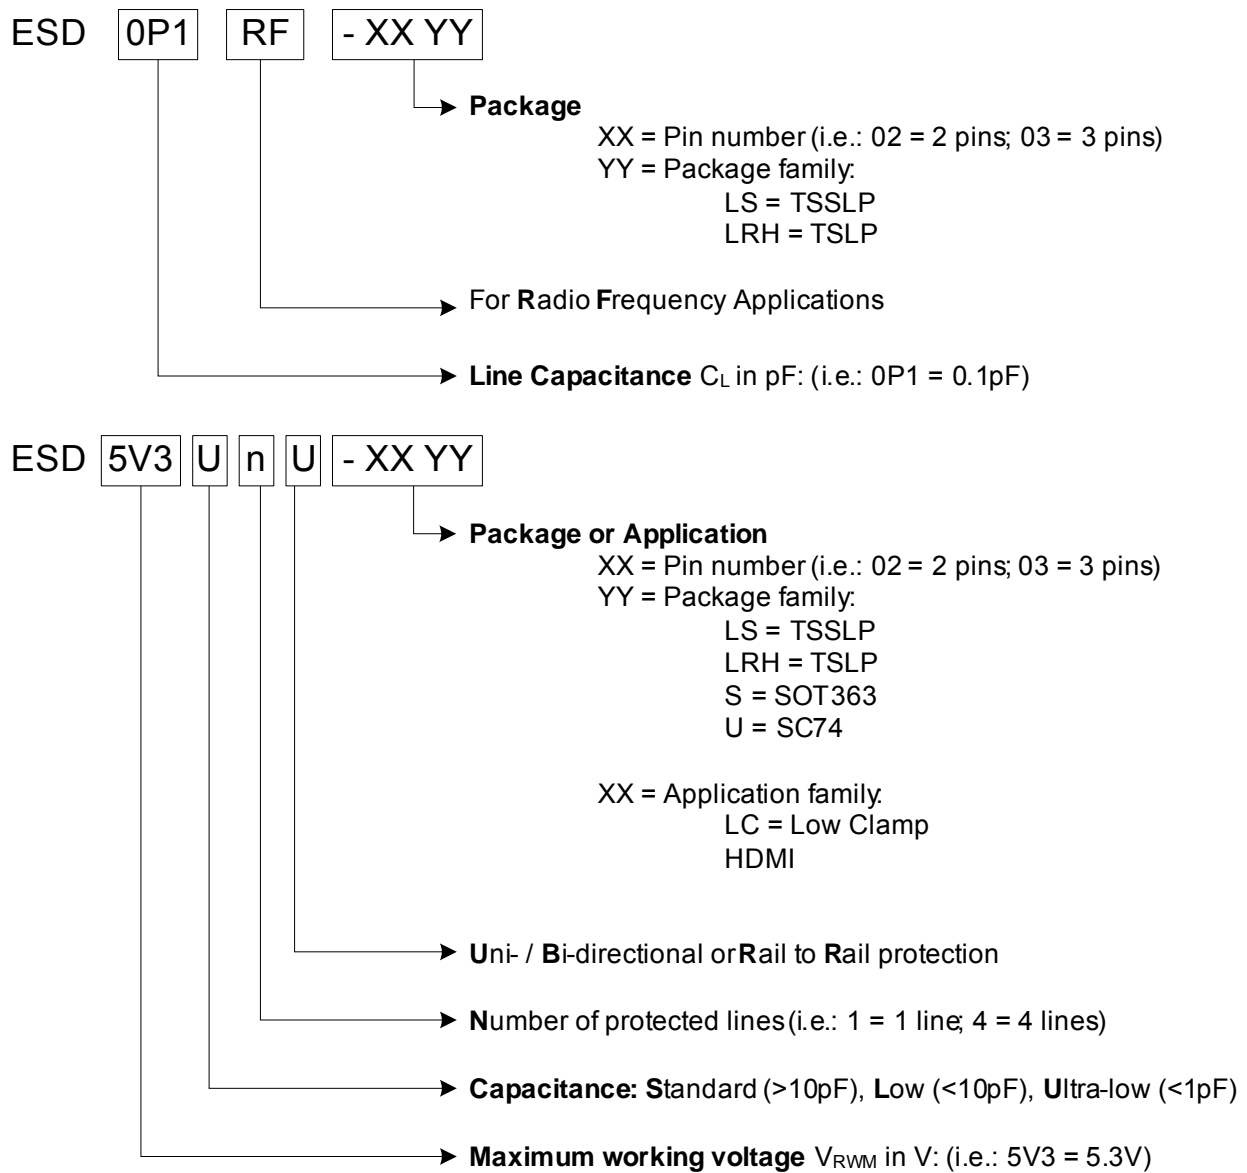 ESD 0P1 RF - XX YY
Package
XX = Pin number (i.e.: 02 = 2 pins; 03 = 3 pins)
YY = Package family:
LS = TSSLP
LRH = TSLP
For Radio Frequency Applications
Line Capacitance CL in pF: (i.e.: 0P1 = 0.1pF)
ESD 5V3 U n U - XX YY
Package or Application
XX = Pin number (i.e.: 02 = 2 pins; 03 = 3 pins)
YY = Package family:
LS = TSSLP
LRH = TSLP
S = SOT363
U = SC74
XX = Application family:
LC = Low Clamp
HDMI
Uni- / Bi-directional or Rail to Rail protection
Number of protected lines (i.e.: 1 = 1 line; 4 = 4 lines)
Capacitance: Standard (>10pF), Low (<10pF), Ultra-low (<1pF)
Maximum working voltage VRWM in V: (i.e.: 5V3 = 5.3V)